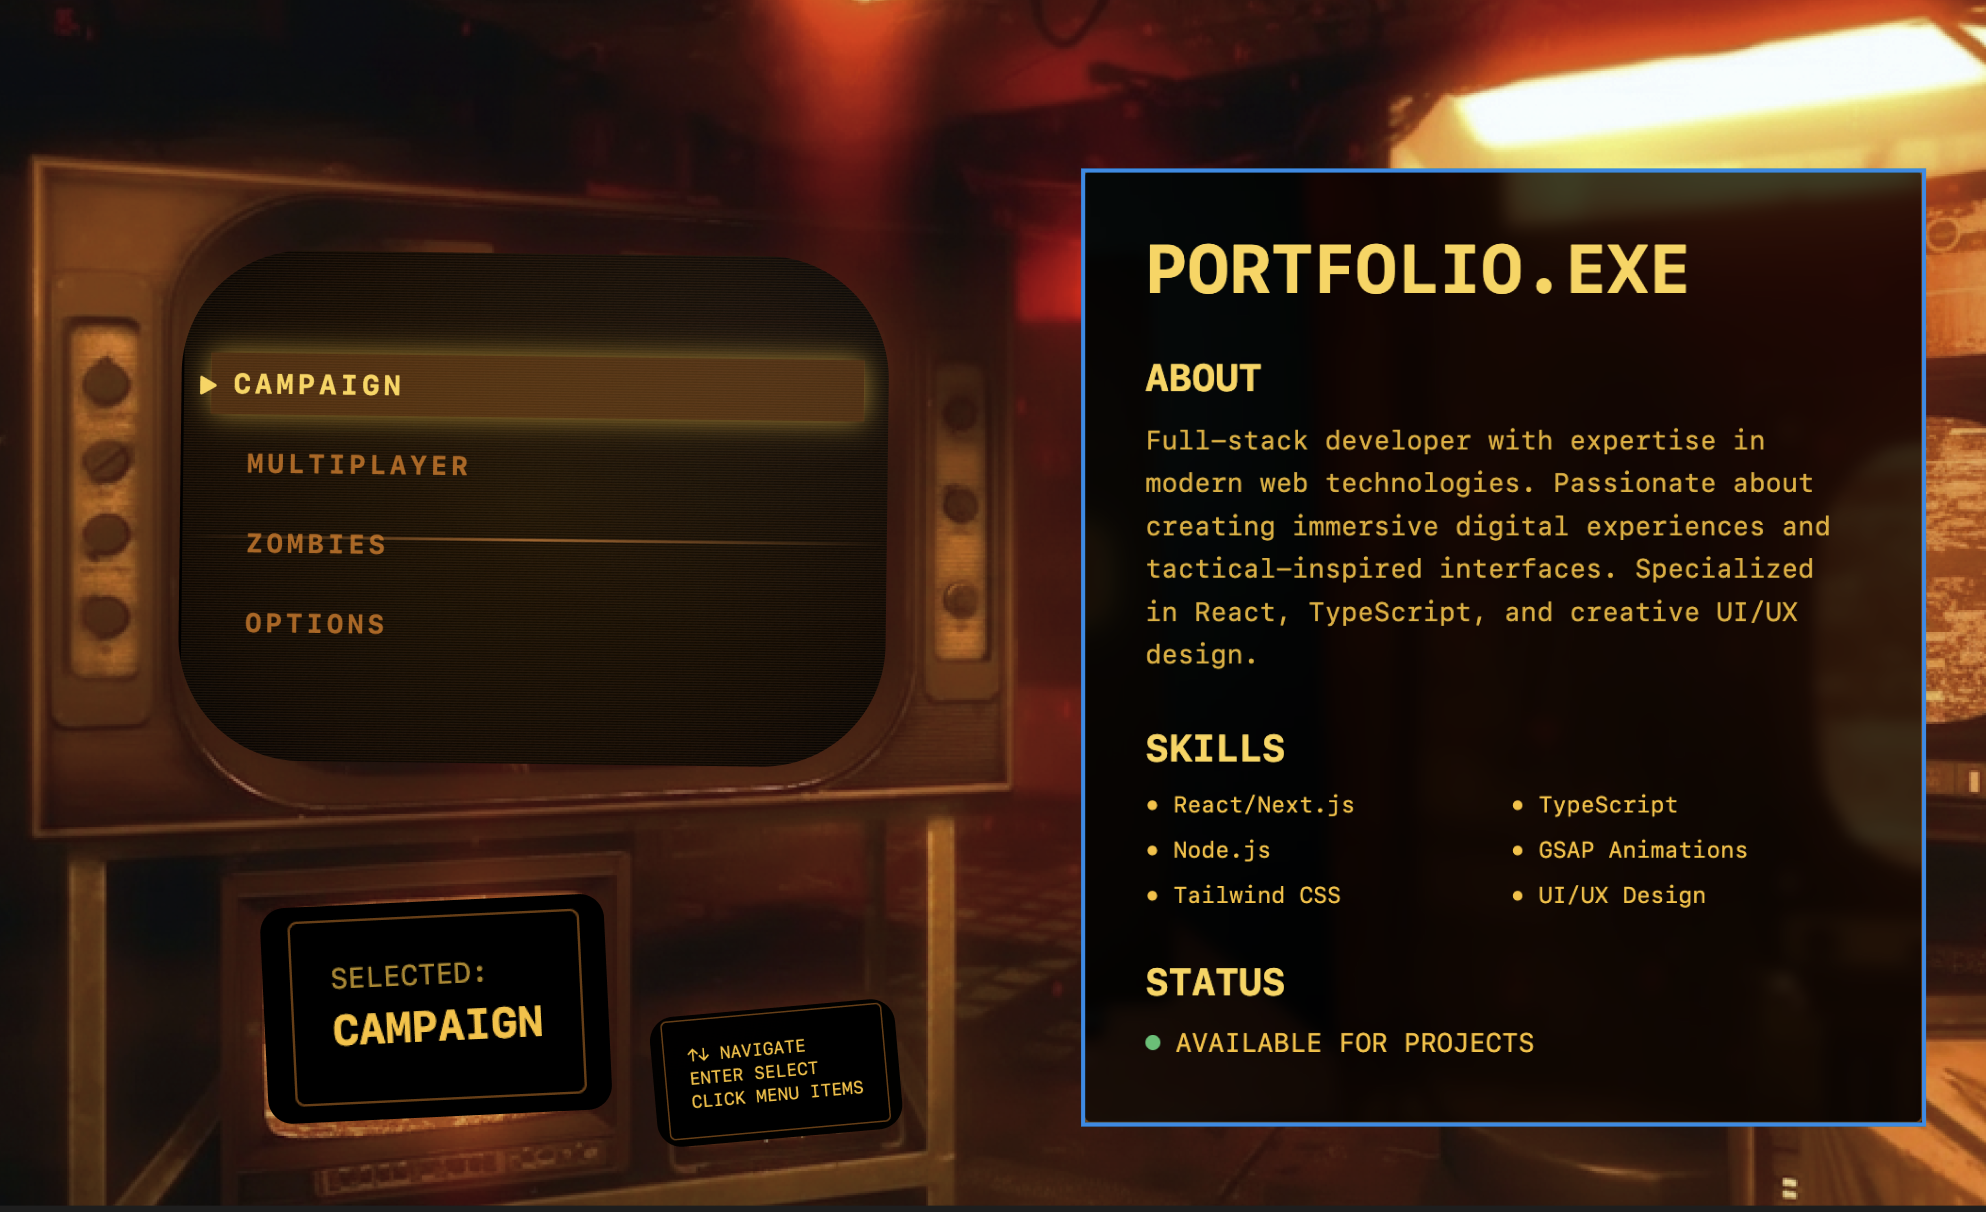 CAMPAIGN
MULTIPLAYER
ZOMBIES
OPTIONS
SELECTED:
CAMPAIGN
↑↓ NAVIGATE
ENTER SELECT
CLICK MENU ITEMS
PORTFOLIO.EXE
ABOUT
Full-stack developer with expertise in
modern web technologies. Passionate about
creating immersive digital experiences and
tactical-inspired interfaces. Specialized
in React, TypeScript, and creative UI/UX
design.
SKILLS
• React/Next.js
• TypeScript
• Node.js
• GSAP Animations
• Tailwind CSS
• UI/UX Design
STATUS
AVAILABLE FOR PROJECTS